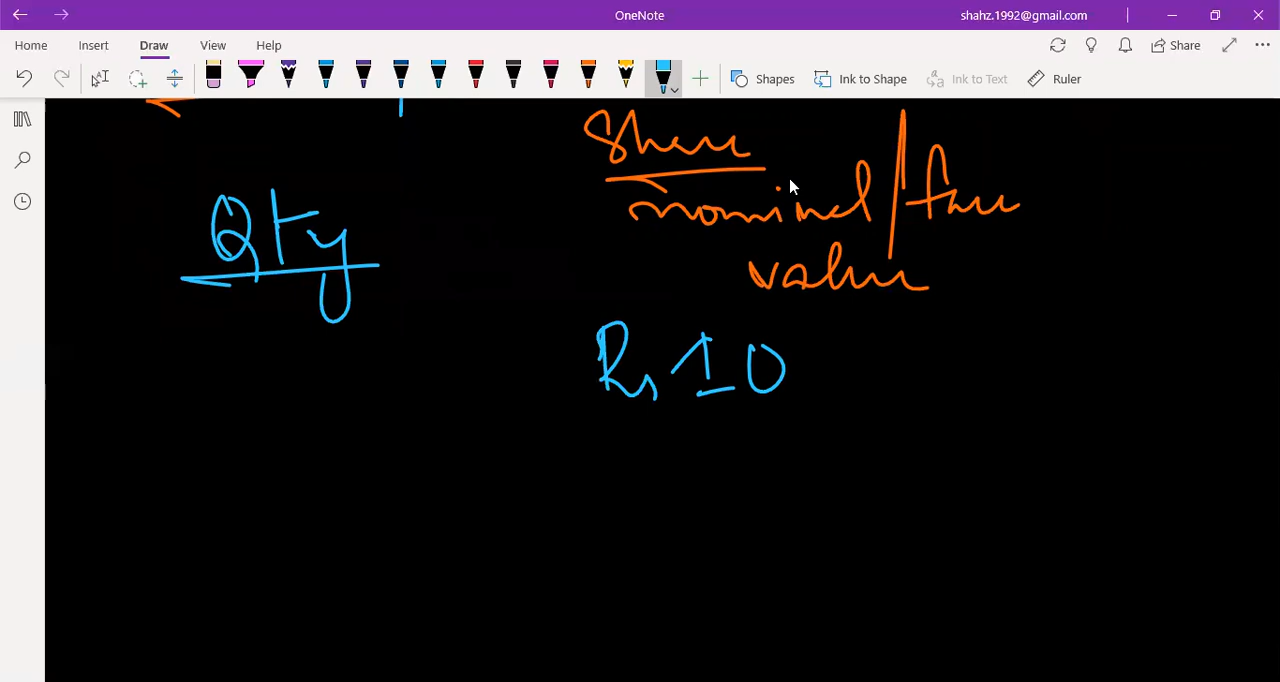 OneNote
shahz.1992@gmail.com
Home Insert Draw View Help
Share
Shapes Ink to Shape Ink to Text Ruler
Share
nominal / face
value
Qty
Rs 10